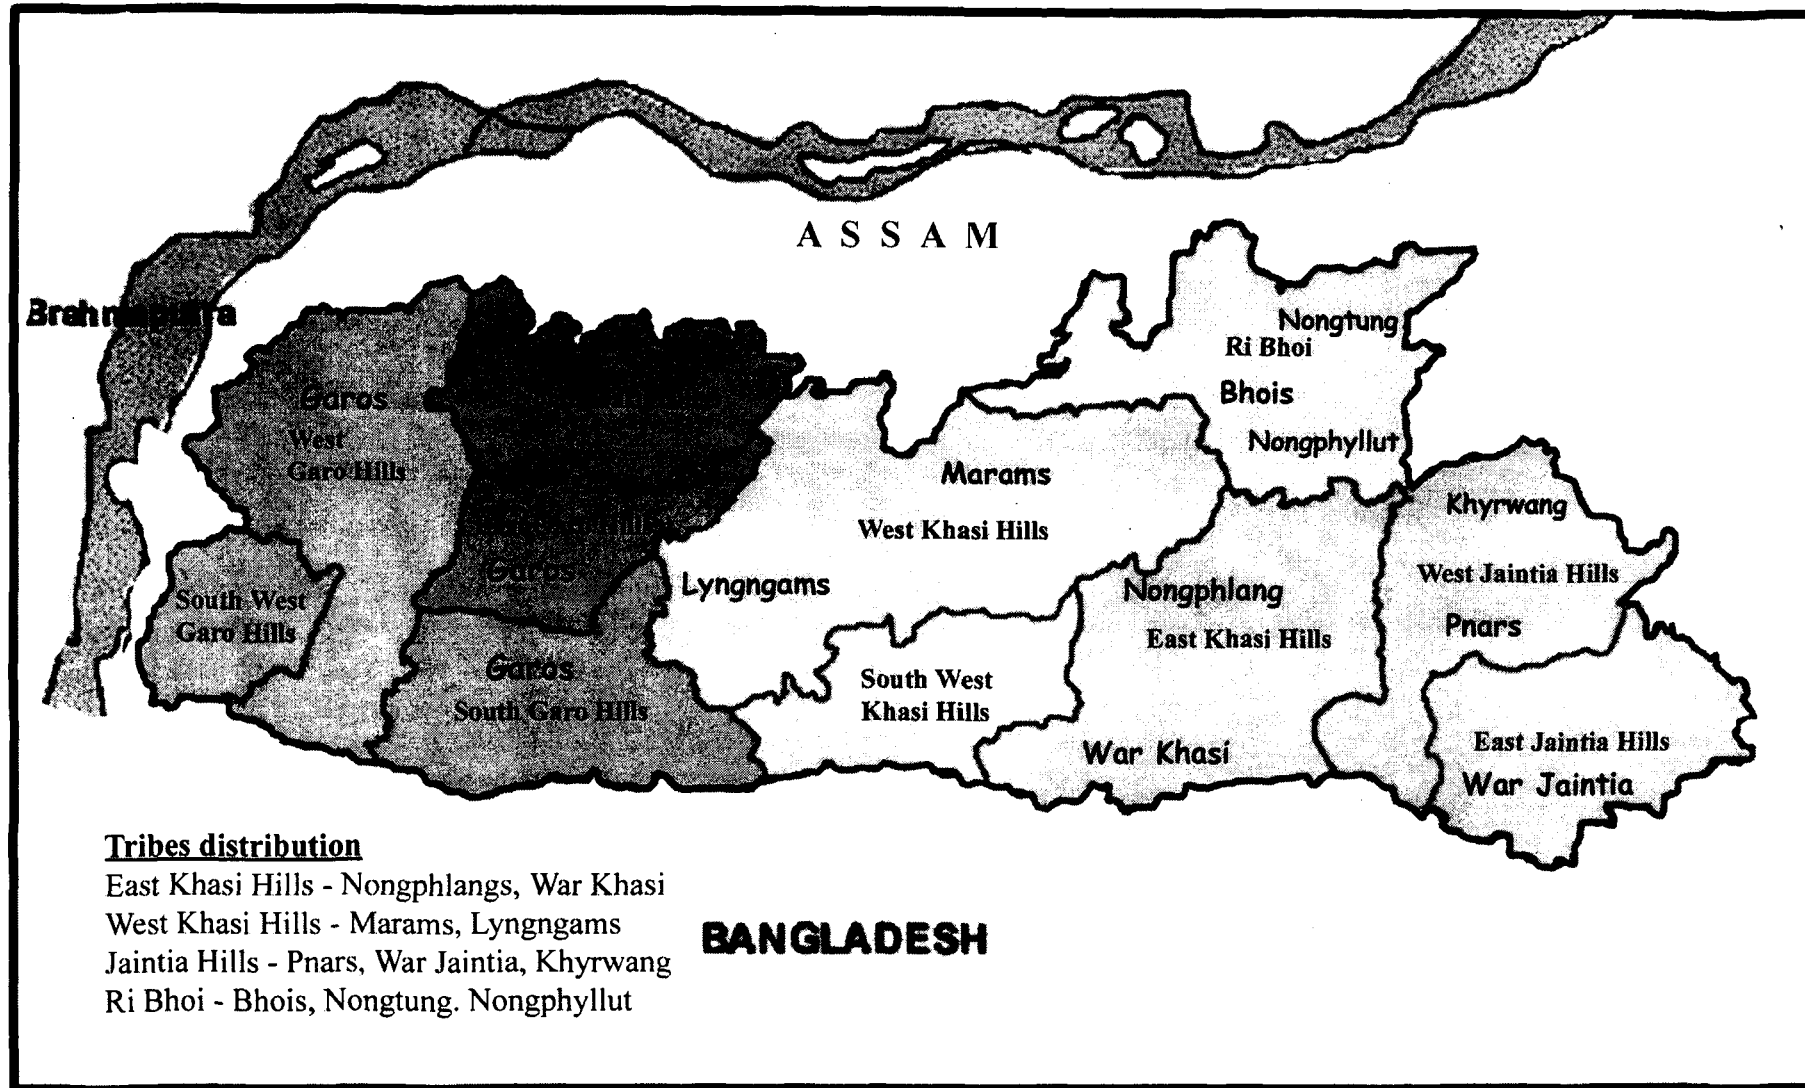 A S S A M
Brahmaputra
Nongtung
Ri Bhoi
Bhois
Nongphyllut
Garos
West
Garo Hills
Marams
West Khasi Hills
Khyrwang
West Jaintia Hills
Pnars
Garos
Lyngngams
Nongphlang
East Khasi Hills
South West
Garo Hills
Garos
South Garo Hills
South West
Khasi Hills
War Khasi
East Jaintia Hills
War Jaintia
Tribes distribution
East Khasi Hills - Nongphlangs, War Khasi
West Khasi Hills - Marams, Lyngngams
Jaintia Hills - Pnars, War Jaintia, Khyrwang
Ri Bhoi - Bhois, Nongtung. Nongphyllut
BANGLADESH